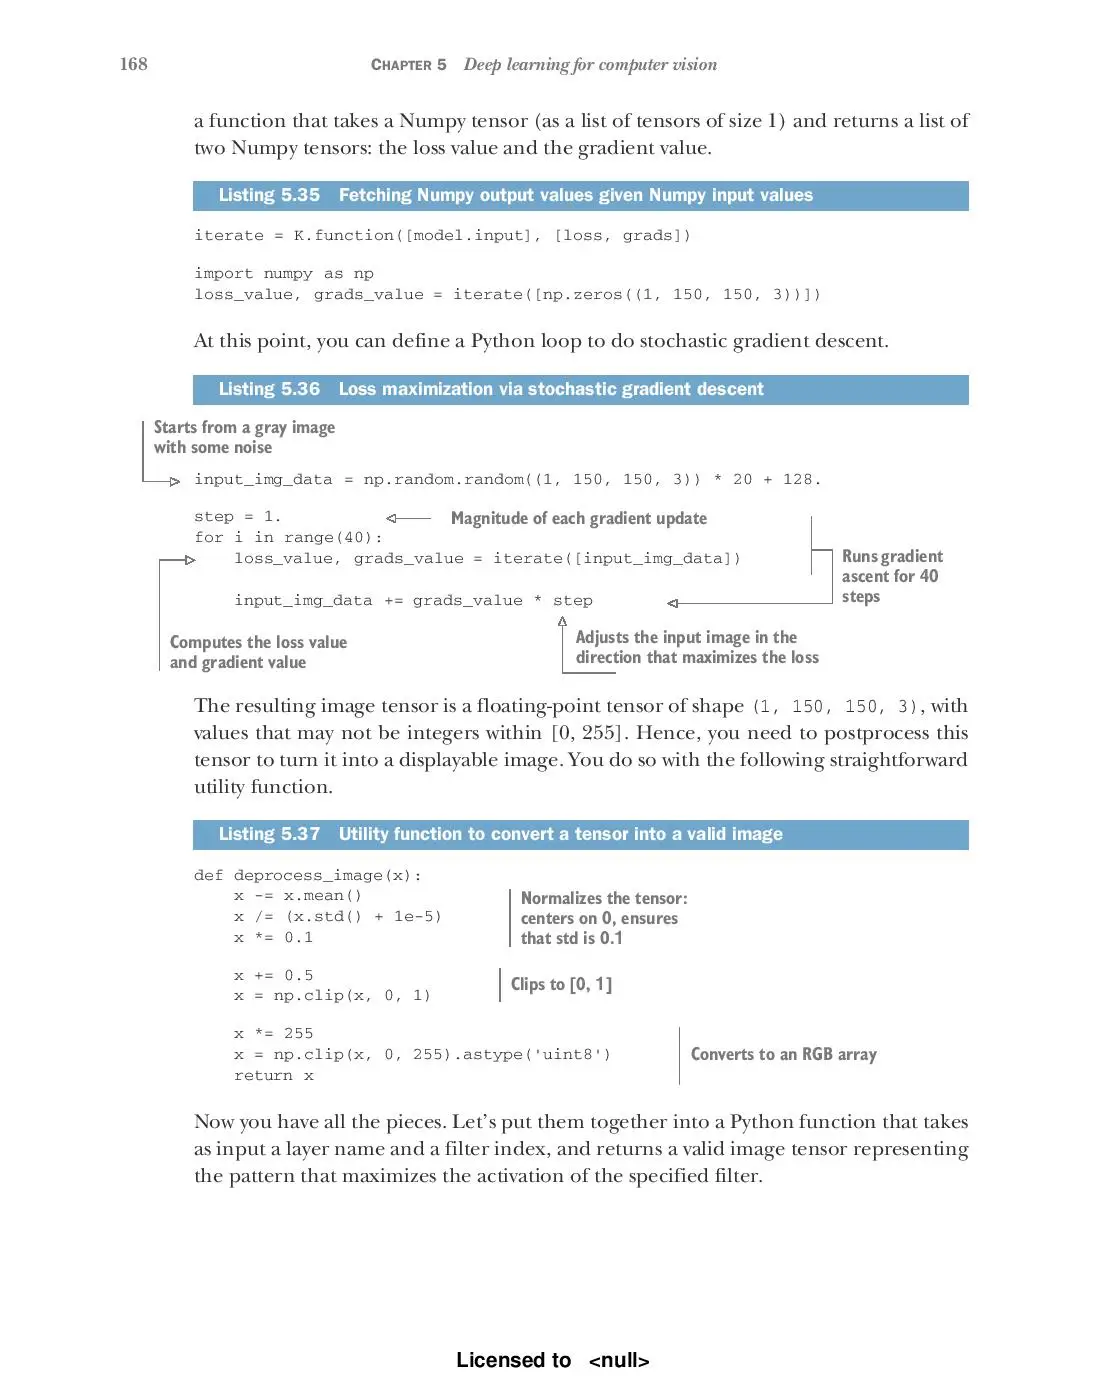 168 CHAPTER 5 Deep learning for computer vision
a function that takes a Numpy tensor (as a list of tensors of size 1) and returns a list of
two Numpy tensors: the loss value and the gradient value.
Listing 5.35 Fetching Numpy output values given Numpy input values
iterate = K.function([model.input], [loss, grads])
import numpy as np
loss_value, grads_value = iterate([np.zeros((1, 150, 150, 3))])
At this point, you can define a Python loop to do stochastic gradient descent.
Listing 5.36 Loss maximization via stochastic gradient descent
Starts from a gray image
with some noise
input_img_data = np.random.random((1, 150, 150, 3)) * 20 + 128.
step = 1.
Magnitude of each gradient update
for i in range(40):
    loss_value, grads_value = iterate([input_img_data])
Runs gradient
ascent for 40
steps
    input_img_data += grads_value * step
Computes the loss value
and gradient value
Adjusts the input image in the
direction that maximizes the loss
The resulting image tensor is a floating-point tensor of shape (1, 150, 150, 3), with
values that may not be integers within [0, 255]. Hence, you need to postprocess this
tensor to turn it into a displayable image. You do so with the following straightforward
utility function.
Listing 5.37 Utility function to convert a tensor into a valid image
def deprocess_image(x):
    x -= x.mean()
    x /= (x.std() + 1e-5)
    x *= 0.1
Normalizes the tensor:
centers on 0, ensures
that std is 0.1
    x += 0.5
    x = np.clip(x, 0, 1)
Clips to [0, 1]
    x *= 255
    x = np.clip(x, 0, 255).astype('uint8')
    return x
Converts to an RGB array
Now you have all the pieces. Let's put them together into a Python function that takes
as input a layer name and a filter index, and returns a valid image tensor representing
the pattern that maximizes the activation of the specified filter.
Licensed to <null>